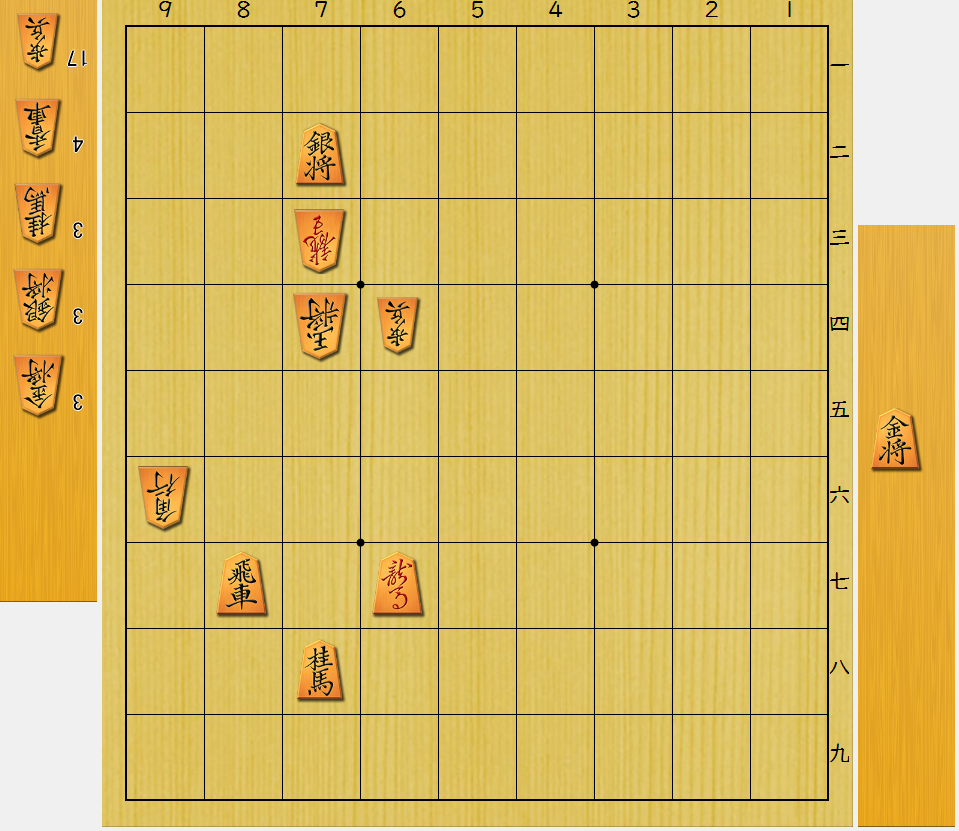 9 8 7 6 5 4 3 2 1
歩兵 17
香車 4
桂馬 3
銀将 3
金将 3
一
銀将 二
龍王 三
玉将 歩兵 四
五
金将
角行 六
飛車 龍馬 七
桂馬 八
九